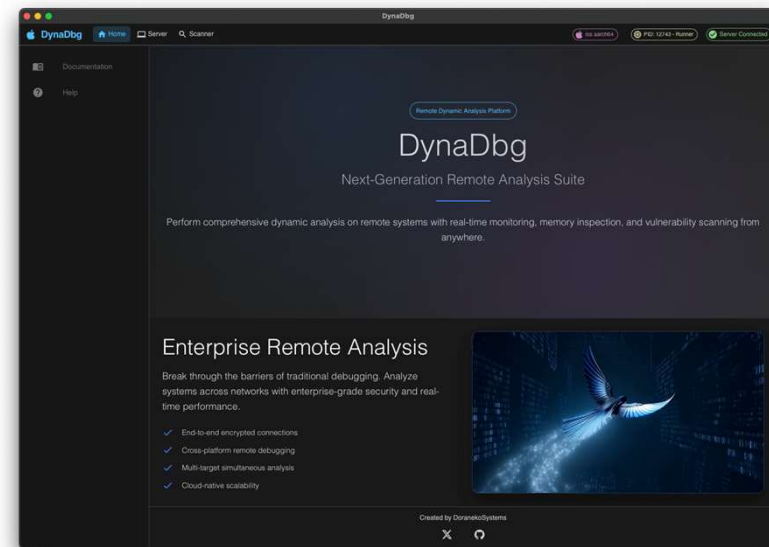 DynaDbg
DynaDbg Home Server Scanner ios aarch64 PID: 12743 - Runner Server Connected
Documentation
Help
Remote Dynamic Analysis Platform
DynaDbg
Next-Generation Remote Analysis Suite
Perform comprehensive dynamic analysis on remote systems with real-time monitoring, memory inspection, and vulnerability scanning from
anywhere.
Enterprise Remote Analysis
Break through the barriers of traditional debugging. Analyze
systems across networks with enterprise-grade security and real-
time performance.
End-to-end encrypted connections
Cross-platform remote debugging
Multi-target simultaneous analysis
Cloud-native scalability
Created by DoranekoSystems